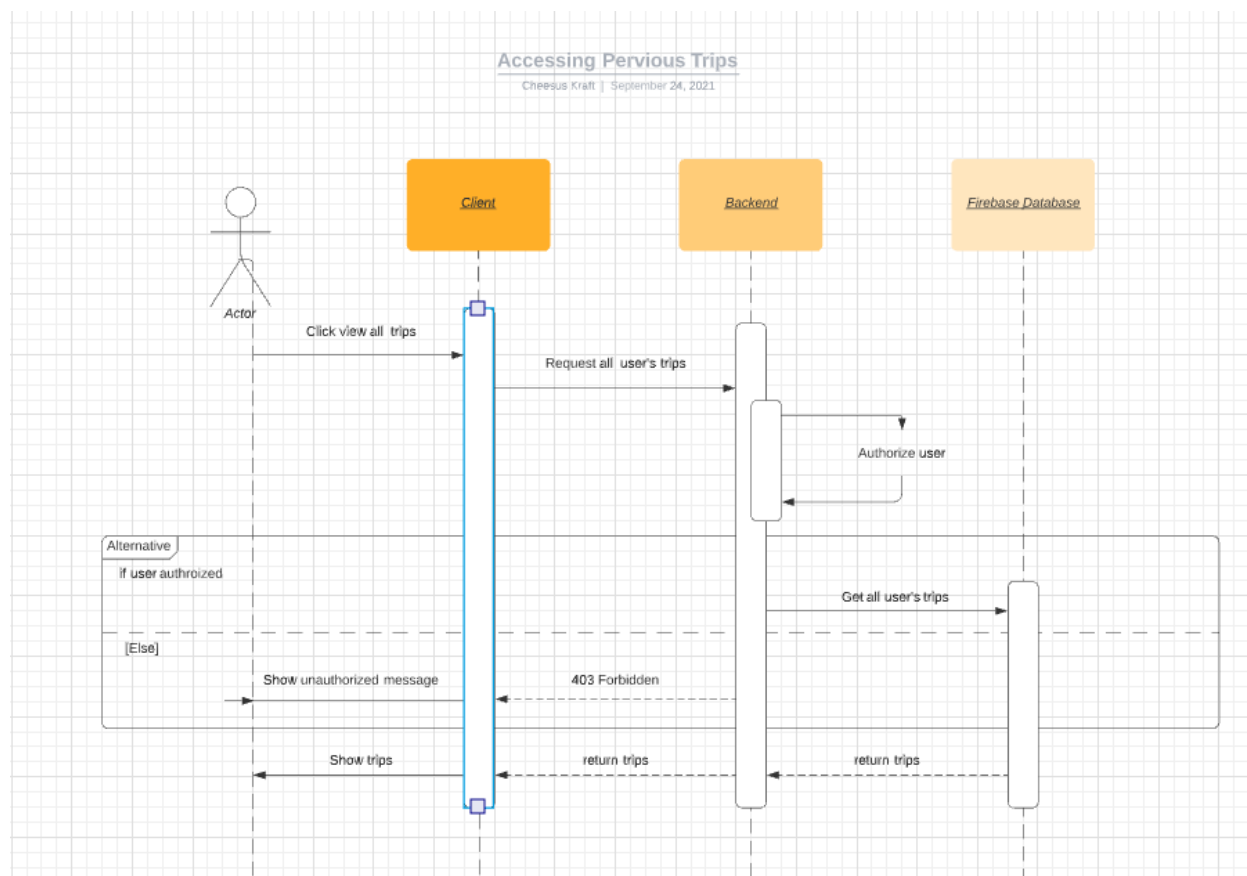 Accessing Pervious Trips
Cheesus Kraft | September 24, 2021
Client
Backend
Firebase Database
Actor
Click view all trips
Request all user's trips
Authorize user
Alternative
if user authroized
Get all user's trips
[Else]
Show unauthorized message
403 Forbidden
Show trips
return trips
return trips